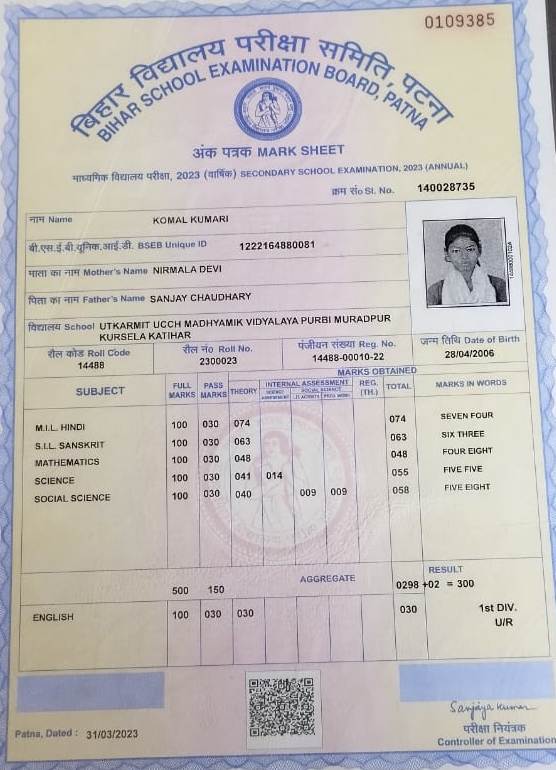 0109385
बिहार विद्यालय परीक्षा समिति, पटना
BIHAR SCHOOL EXAMINATION BOARD, PATNA
अंक पत्रक MARK SHEET
माध्यमिक विद्यालय परीक्षा, 2023 (वार्षिक) SECONDARY SCHOOL EXAMINATION, 2023 (ANNUAL)
क्रम सं० Sl. No. 140028735
नाम Name KOMAL KUMARI
बी.एस.ई.बी.यूनिक.आई.डी. BSEB Unique ID 1222164880081
माता का नाम Mother's Name NIRMALA DEVI
पिता का नाम Father's Name SANJAY CHAUDHARY
विद्यालय School UTKARMIT UCCH MADHYAMIK VIDYALAYA PURBI MURADPUR
KURSELA KATIHAR
रौल कोड Roll Code रौल नं० Roll No. पंजीयन संख्या Reg. No. जन्म तिथि Date of Birth
14488 2300023 14488-00010-22 28/04/2006
MARKS OBTAINED
SUBJECT FULL MARKS PASS MARKS THEORY INTERNAL ASSESSMENT REG. (TH.) TOTAL MARKS IN WORDS
M.I.L. HINDI 100 030 074 074 SEVEN FOUR
S.I.L. SANSKRIT 100 030 063 063 SIX THREE
MATHEMATICS 100 030 048 048 FOUR EIGHT
SCIENCE 100 030 041 014 055 FIVE FIVE
SOCIAL SCIENCE 100 030 040 009 009 058 FIVE EIGHT
AGGREGATE RESULT
500 150 0298 +02 = 300
ENGLISH 100 030 030 030 1st DIV.
U/R
Patna, Dated : 31/03/2023
Sanjaya Kumar
परीक्षा नियंत्रक
Controller of Examination